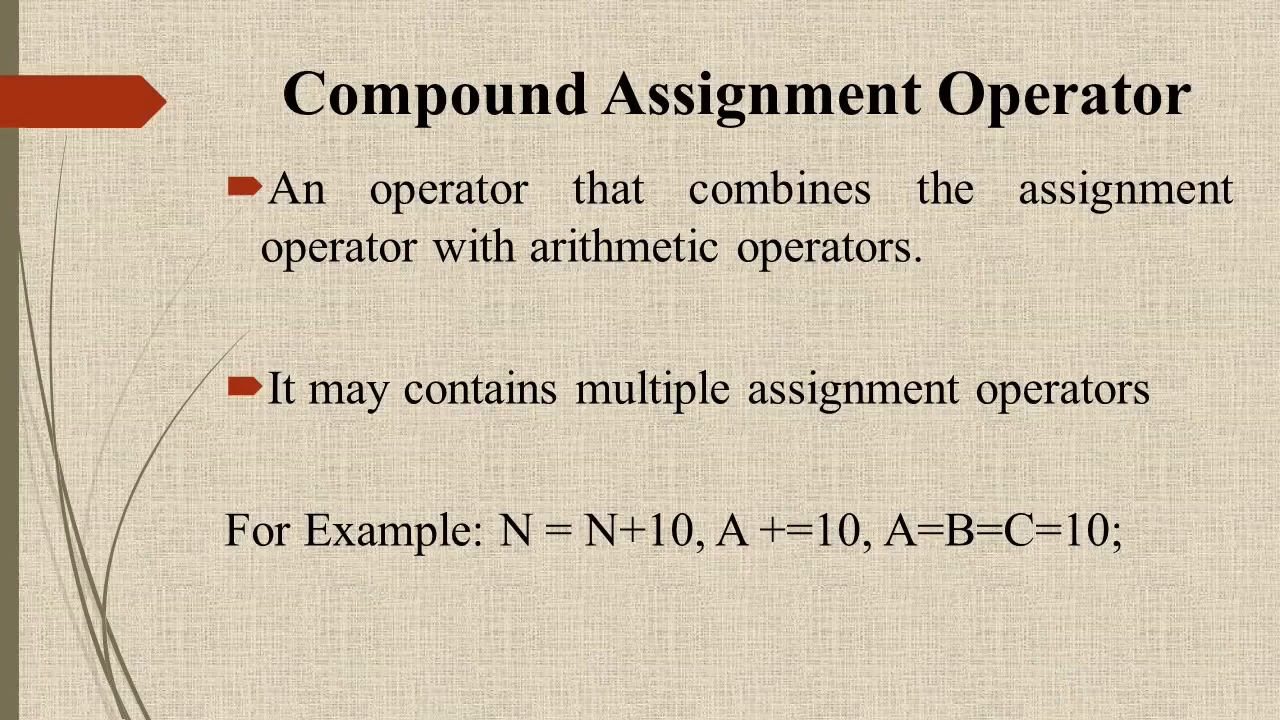 Compound Assignment Operator
An operator that combines the assignment
operator with arithmetic operators.
It may contains multiple assignment operators
For Example: N = N+10, A +=10, A=B=C=10;